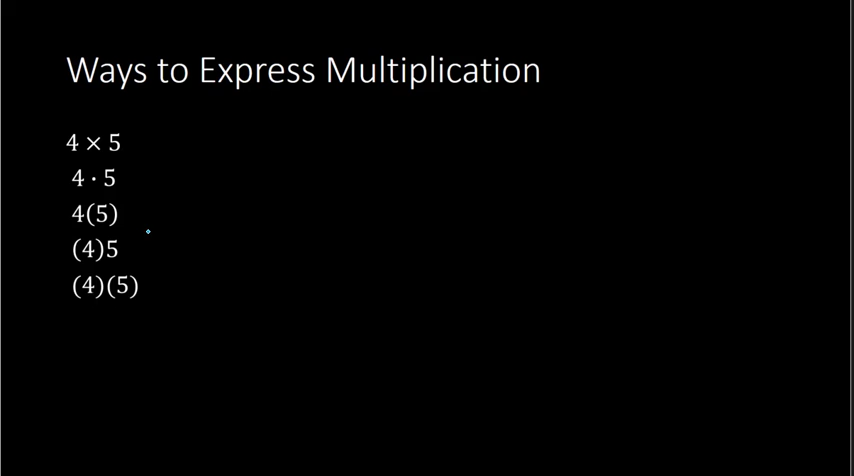 Ways to Express Multiplication
4 × 5
4 · 5
4(5)
(4)5
(4)(5)